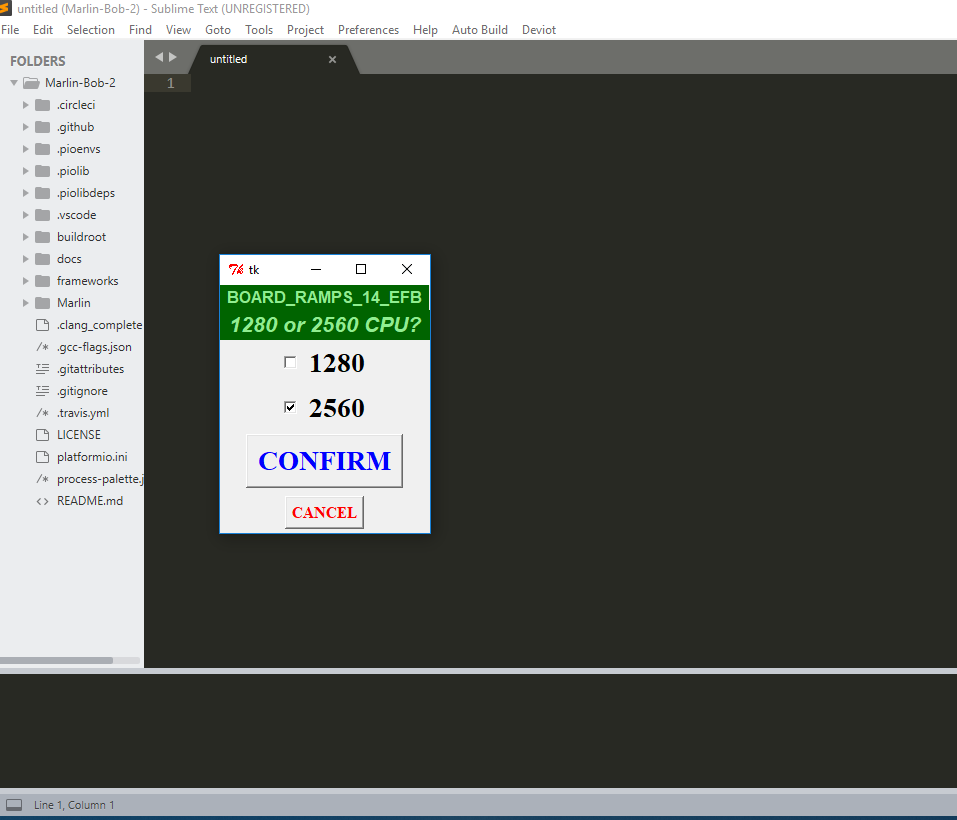 untitled (Marlin-Bob-2) - Sublime Text (UNREGISTERED)
File Edit Selection Find View Goto Tools Project Preferences Help Auto Build Deviot
FOLDERS
Marlin-Bob-2
.circleci
.github
.pioenvs
.piolib
.piolibdeps
.vscode
buildroot
docs
frameworks
Marlin
.clang_complete
/* .gcc-flags.json
.gitattributes
.gitignore
/* .travis.yml
LICENSE
platformio.ini
/* process-palette.j
<> README.md
untitled
1
tk
BOARD_RAMPS_14_EFB
1280 or 2560 CPU?
1280
2560
CONFIRM
CANCEL
Line 1, Column 1